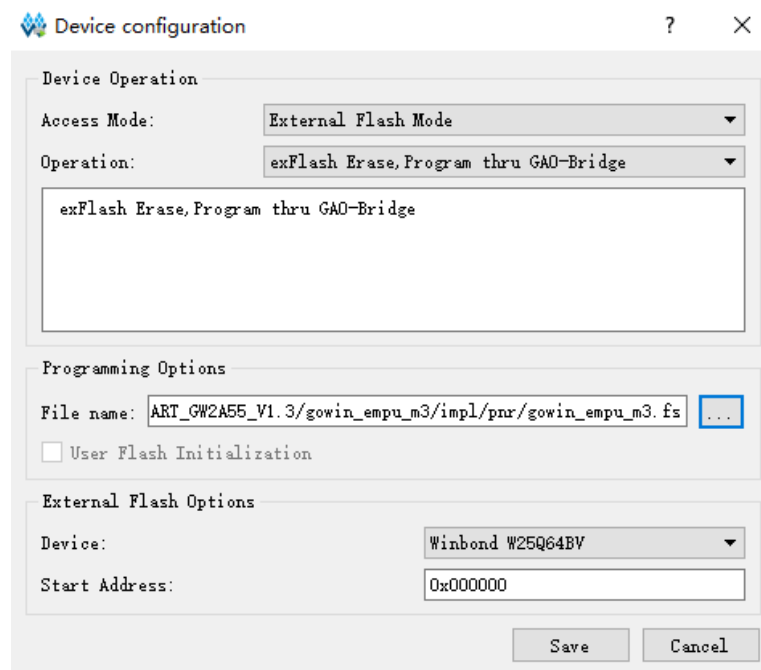 Device configuration
? ×
Device Operation
Access Mode: External Flash Mode
Operation: exFlash Erase,Program thru GAO-Bridge
exFlash Erase,Program thru GAO-Bridge
Programming Options
File name: ART_GW2A55_V1.3/gowin_empu_m3/impl/pnr/gowin_empu_m3.fs ...
User Flash Initialization
External Flash Options
Device: Winbond W25Q64BV
Start Address: 0x000000
Save Cancel